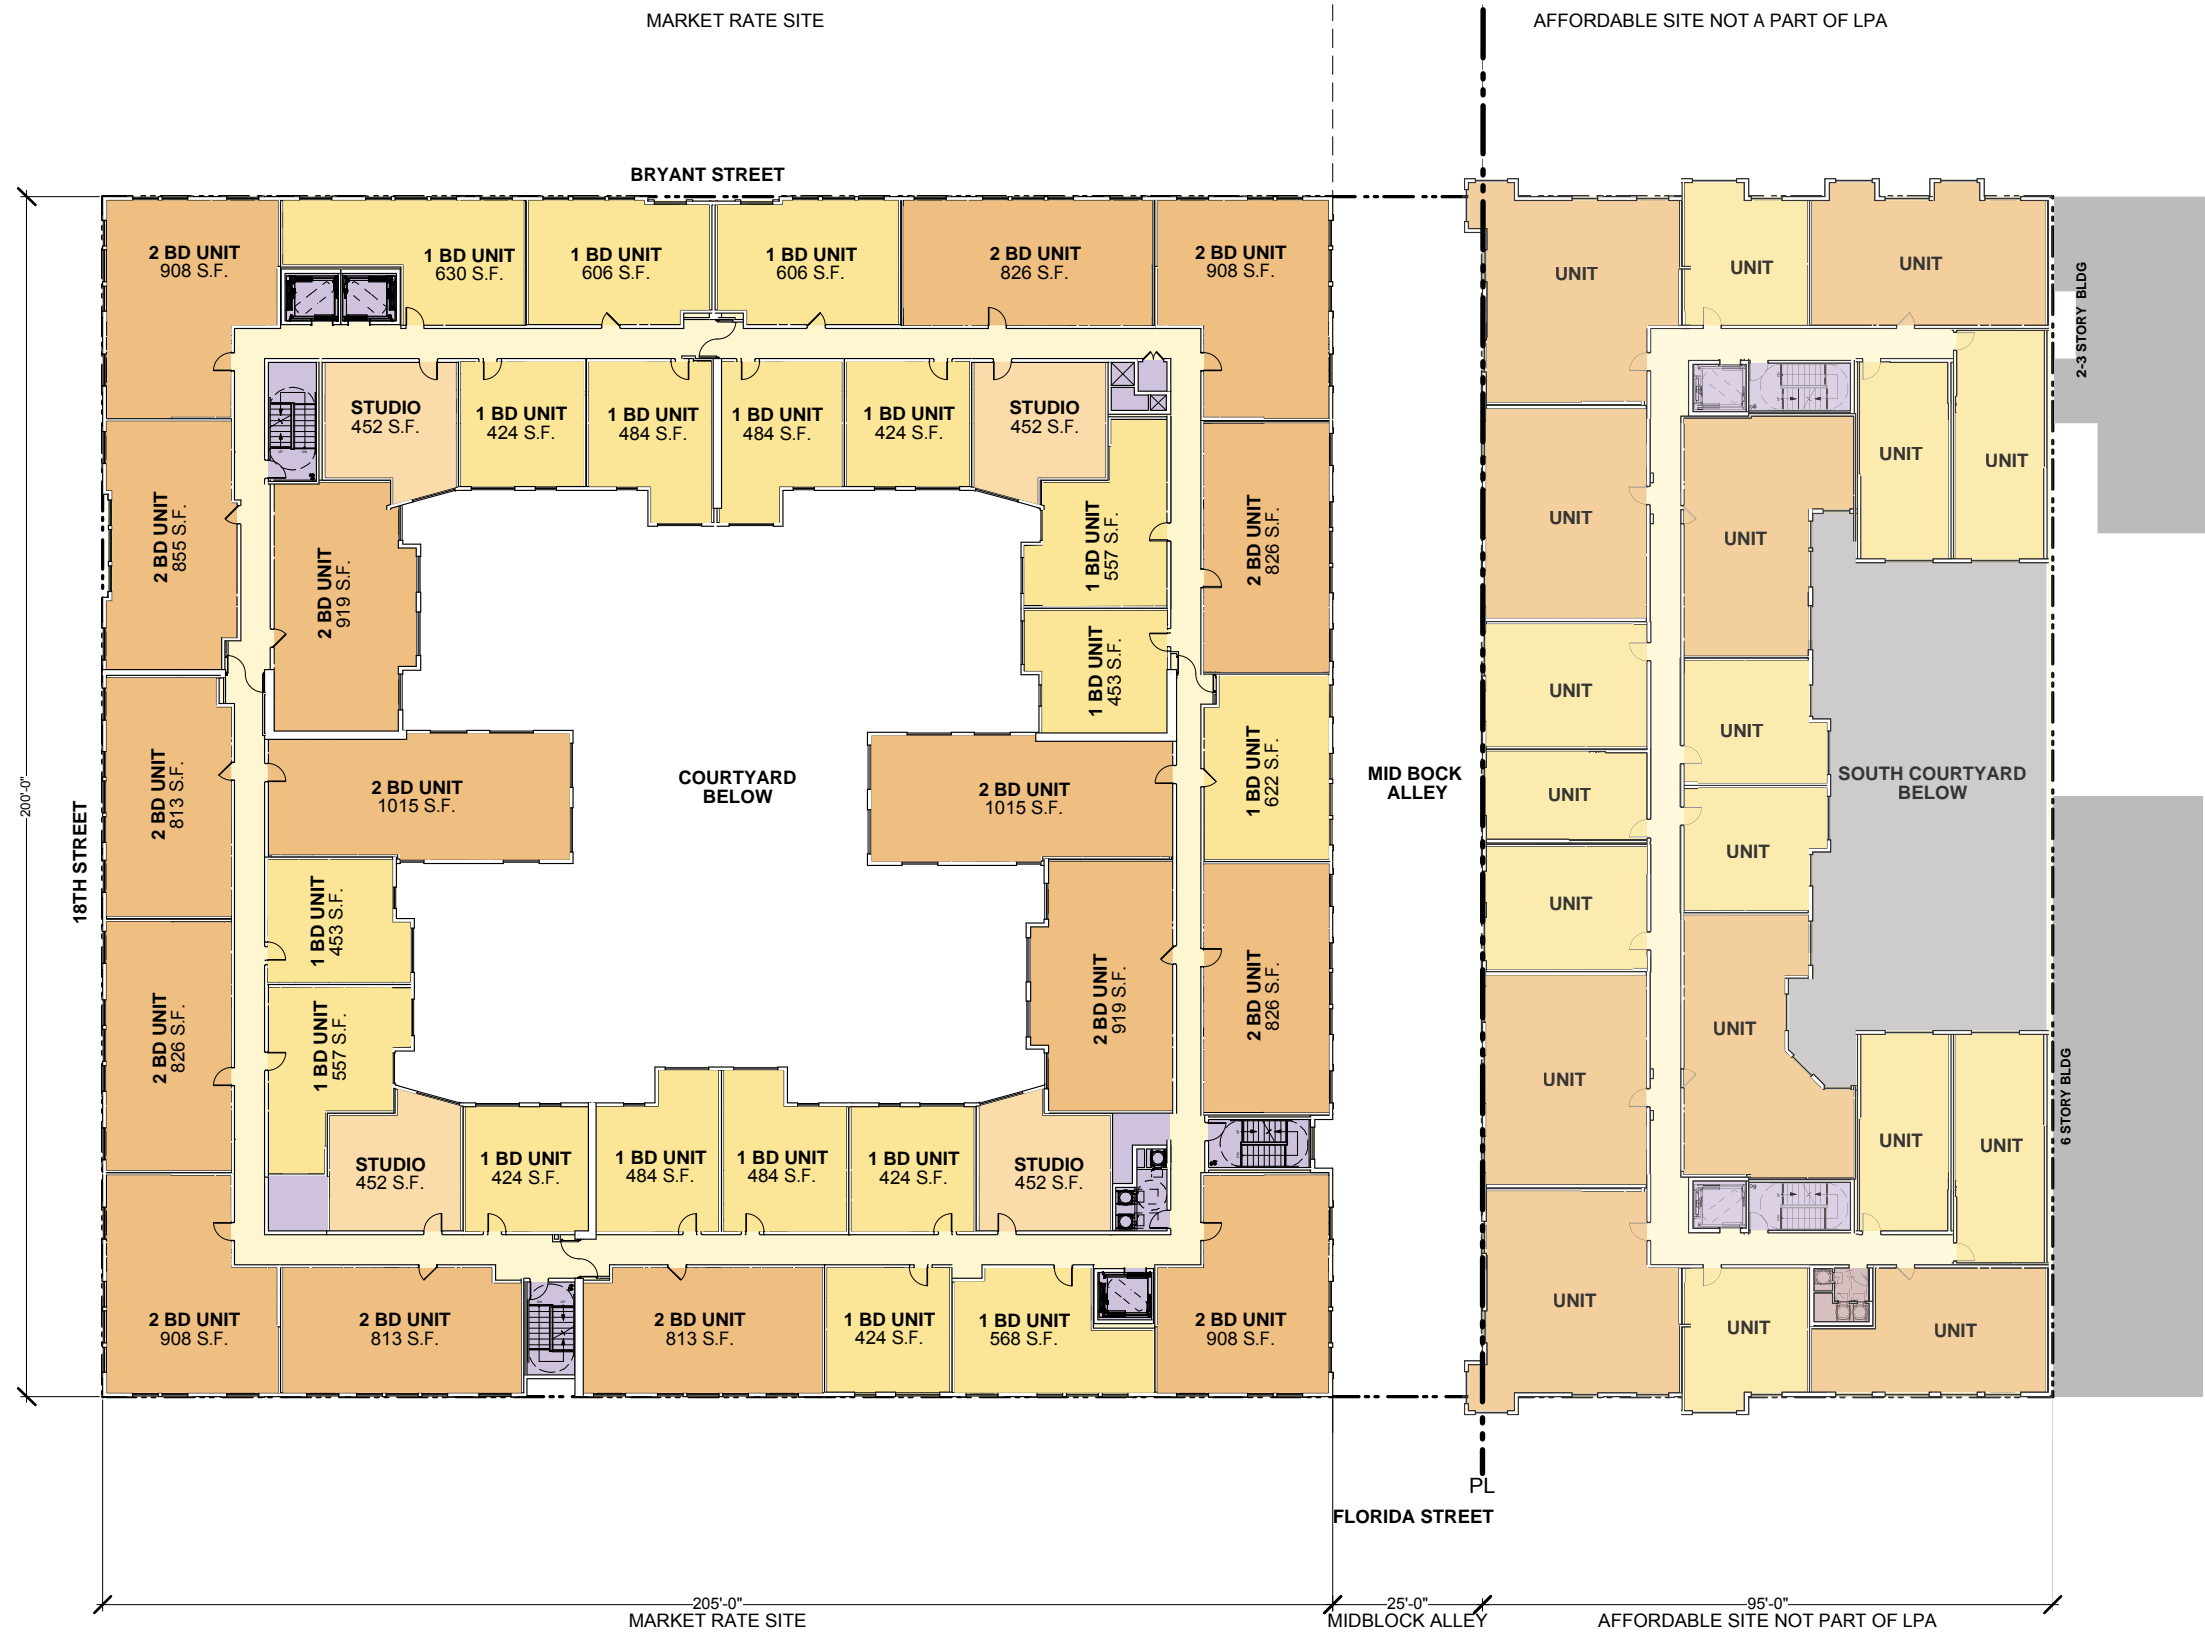 MARKET RATE SITE
AFFORDABLE SITE NOT A PART OF LPA
BRYANT STREET
2 BD UNIT
908 S.F.
1 BD UNIT
630 S.F.
1 BD UNIT
606 S.F.
1 BD UNIT
606 S.F.
2 BD UNIT
826 S.F.
2 BD UNIT
908 S.F.
UNIT
UNIT
UNIT
2-3 STORY BLDG
STUDIO
452 S.F.
1 BD UNIT
424 S.F.
1 BD UNIT
484 S.F.
1 BD UNIT
484 S.F.
1 BD UNIT
424 S.F.
STUDIO
452 S.F.
UNIT
UNIT
2 BD UNIT
855 S.F.
2 BD UNIT
919 S.F.
1 BD UNIT
557 S.F.
2 BD UNIT
826 S.F.
UNIT
UNIT
1 BD UNIT
453 S.F.
UNIT
UNIT
200'-0"
18TH STREET
2 BD UNIT
813 S.F.
2 BD UNIT
1015 S.F.
COURTYARD
BELOW
2 BD UNIT
1015 S.F.
1 BD UNIT
622 S.F.
MID BOCK
ALLEY
UNIT
SOUTH COURTYARD
BELOW
UNIT
1 BD UNIT
453 S.F.
UNIT
2 BD UNIT
826 S.F.
1 BD UNIT
557 S.F.
2 BD UNIT
919 S.F.
2 BD UNIT
826 S.F.
UNIT
UNIT
6 STORY BLDG
STUDIO
452 S.F.
1 BD UNIT
424 S.F.
1 BD UNIT
484 S.F.
1 BD UNIT
484 S.F.
1 BD UNIT
424 S.F.
STUDIO
452 S.F.
UNIT
UNIT
2 BD UNIT
908 S.F.
2 BD UNIT
813 S.F.
2 BD UNIT
813 S.F.
1 BD UNIT
424 S.F.
1 BD UNIT
568 S.F.
2 BD UNIT
908 S.F.
UNIT
UNIT
UNIT
PL
FLORIDA STREET
205'-0"
25'-0"
95'-0"
MARKET RATE SITE
MIDBLOCK ALLEY
AFFORDABLE SITE NOT PART OF LPA